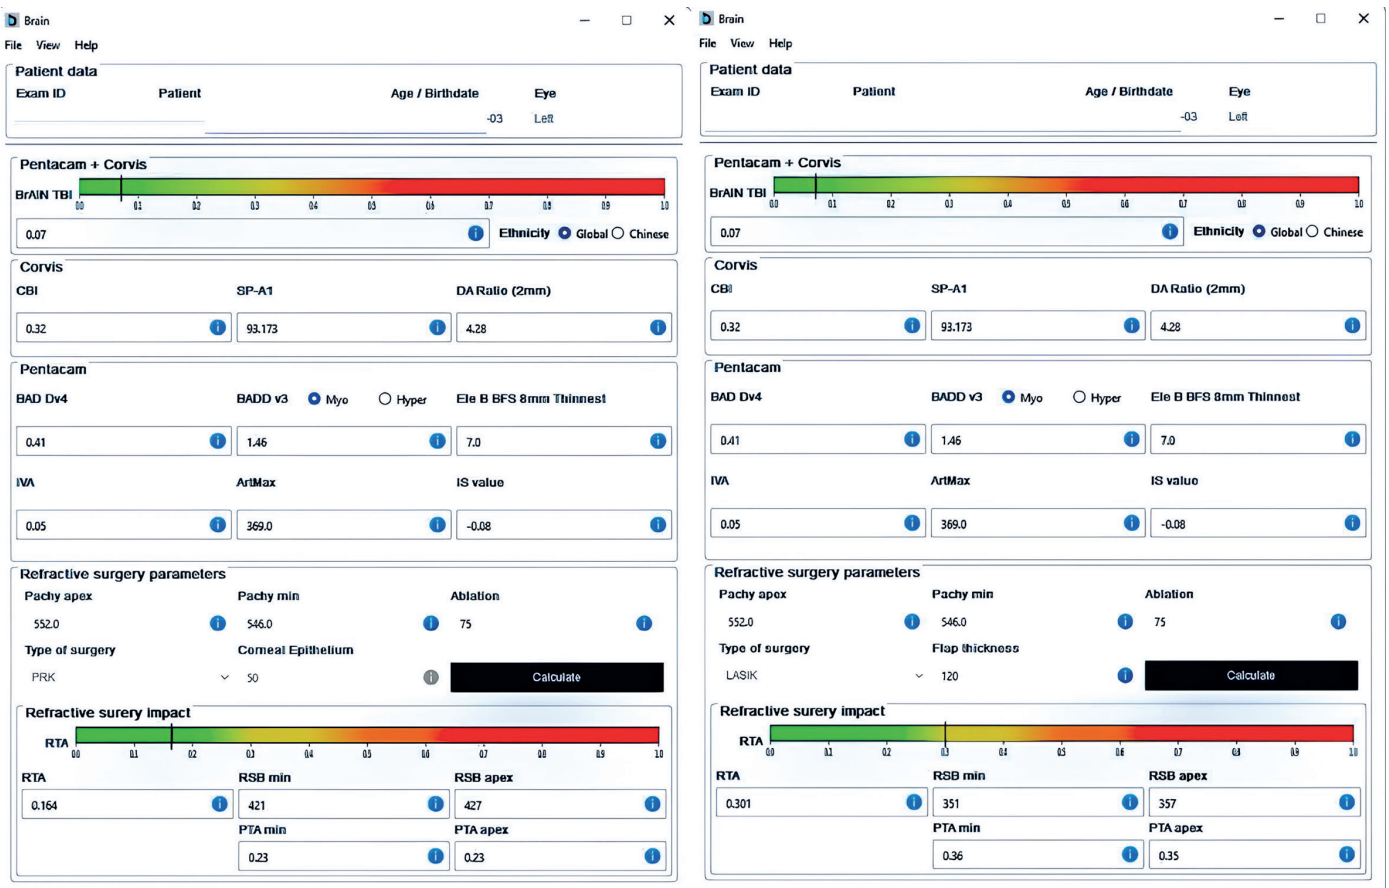 Brain
File View Help
Patient data
Exam ID Patient Age / Birthdate Eye
-03 Left
Pentacam + Corvis
BrAIN TBI
0.0 0.1 0.2 0.3 0.4 0.5 0.6 0.7 0.8 0.9 1.0
0.07 Ethnicity Global Chinese
Corvis
CBI SP-A1 DA Ratio (2mm)
0.32 93.173 4.28
Pentacam
BAD Dv4 BADD v3 Myo Hyper Ele B BFS 8mm Thinnest
0.41 1.46 7.0
IVA ArtMax IS value
0.05 369.0 -0.08
Refractive surgery parameters
Pachy apex Pachy min Ablation
552.0 546.0 75
Type of surgery Corneal Epithelium
PRK 50 Calculate
Refractive surery impact
RTA
0.0 0.1 0.2 0.3 0.4 0.5 0.6 0.7 0.8 0.9 1.0
RTA RSB min RSB apex
0.164 421 427
PTA min PTA apex
0.23 0.23
Brain
File View Help
Patient data
Exam ID Patient Age / Birthdate Eye
-03 Left
Pentacam + Corvis
BrAIN TBI
0.0 0.1 0.2 0.3 0.4 0.5 0.6 0.7 0.8 0.9 1.0
0.07 Ethnicity Global Chinese
Corvis
CBI SP-A1 DA Ratio (2mm)
0.32 93.173 4.28
Pentacam
BAD Dv4 BADD v3 Myo Hyper Ele B BFS 8mm Thinnest
0.41 1.46 7.0
IVA ArtMax IS value
0.05 369.0 -0.08
Refractive surgery parameters
Pachy apex Pachy min Ablation
552.0 546.0 75
Type of surgery Flap thickness
LASIK 120 Calculate
Refractive surery impact
RTA
0.0 0.1 0.2 0.3 0.4 0.5 0.6 0.7 0.8 0.9 1.0
RTA RSB min RSB apex
0.301 351 357
PTA min PTA apex
0.36 0.35